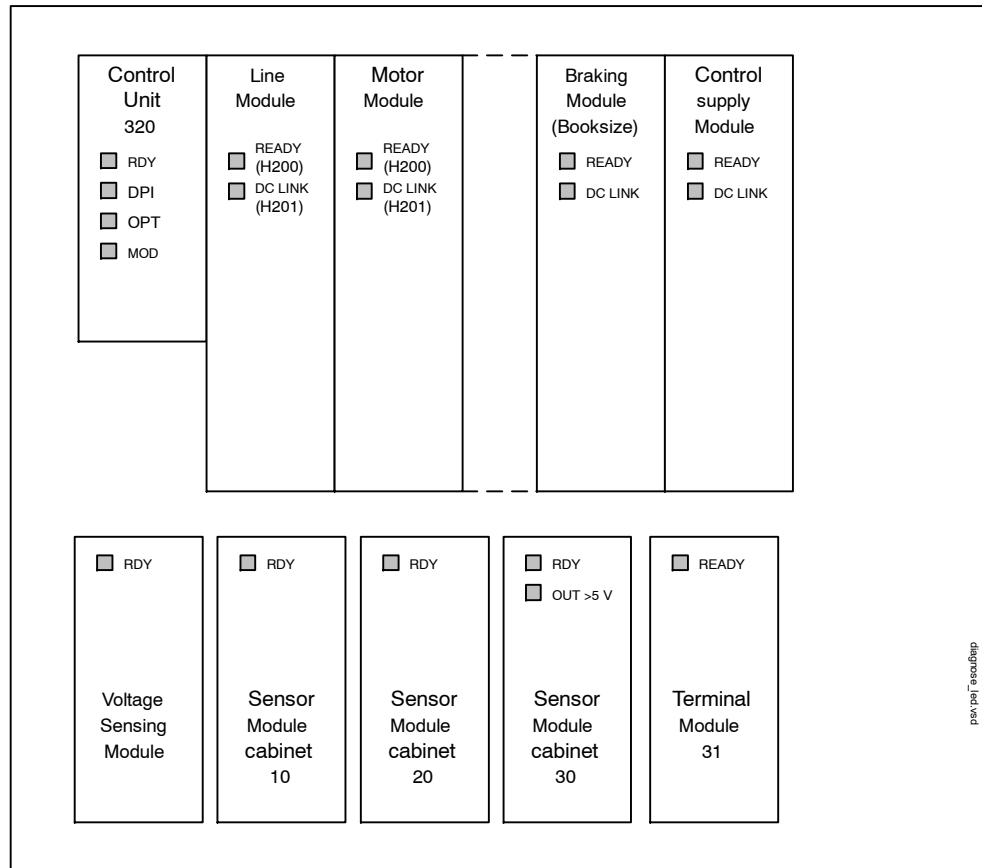 Control
Unit
320
RDY
DPI
OPT
MOD
Line
Module
READY
(H200)
DC LINK
(H201)
Motor
Module
READY
(H200)
DC LINK
(H201)
Braking
Module
(Booksize)
READY
DC LINK
Control
supply
Module
READY
DC LINK
RDY
Voltage
Sensing
Module
RDY
Sensor
Module
cabinet
10
RDY
Sensor
Module
cabinet
20
RDY
OUT >5 V
Sensor
Module
cabinet
30
READY
Terminal
Module
31
diagnose_led.vsd